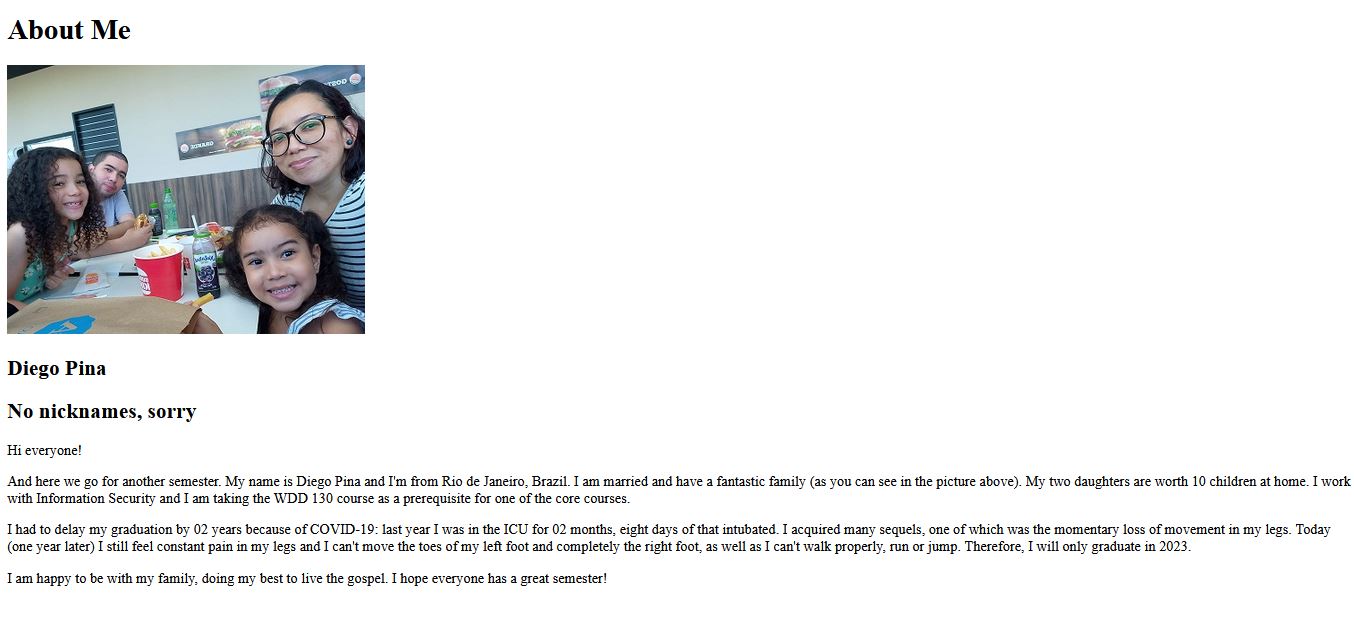 About Me
Diego Pina
No nicknames, sorry
Hi everyone!
And here we go for another semester. My name is Diego Pina and I'm from Rio de Janeiro, Brazil. I am married and have a fantastic family (as you can see in the picture above). My two daughters are worth 10 children at home. I work
with Information Security and I am taking the WDD 130 course as a prerequisite for one of the core courses.
I had to delay my graduation by 02 years because of COVID-19: last year I was in the ICU for 02 months, eight days of that intubated. I acquired many sequels, one of which was the momentary loss of movement in my legs. Today
(one year later) I still feel constant pain in my legs and I can't move the toes of my left foot and completely the right foot, as well as I can't walk properly, run or jump. Therefore, I will only graduate in 2023.
I am happy to be with my family, doing my best to live the gospel. I hope everyone has a great semester!